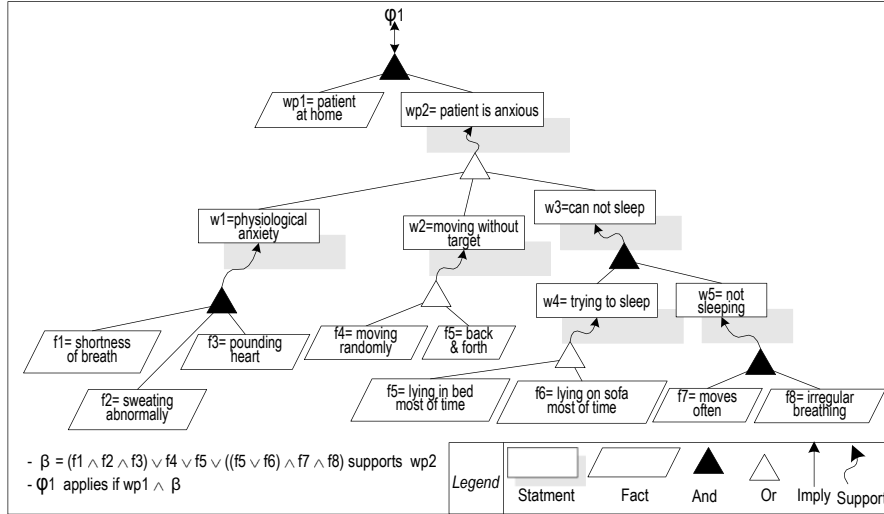 φ1
wp1= patient
at home
wp2= patient is anxious
w1=physiological
anxiety
w2=moving without
target
w3=can not sleep
w4= trying to sleep
w5= not
sleeping
f1= shortness
of breath
f2= sweating
abnormally
f3= pounding
heart
f4= moving
randomly
f5= back
& forth
f5= lying in bed
most of time
f6= lying on sofa
most of time
f7= moves
often
f8= irregular
breathing
- β = (f1 ∧ f2 ∧ f3) ∨ f4 ∨ f5 ∨ ((f5 ∨ f6) ∧ f7 ∧ f8) supports wp2
- φ1 applies if wp1 ∧ β
Legend
Statment
Fact
And
Or
Imply
Support